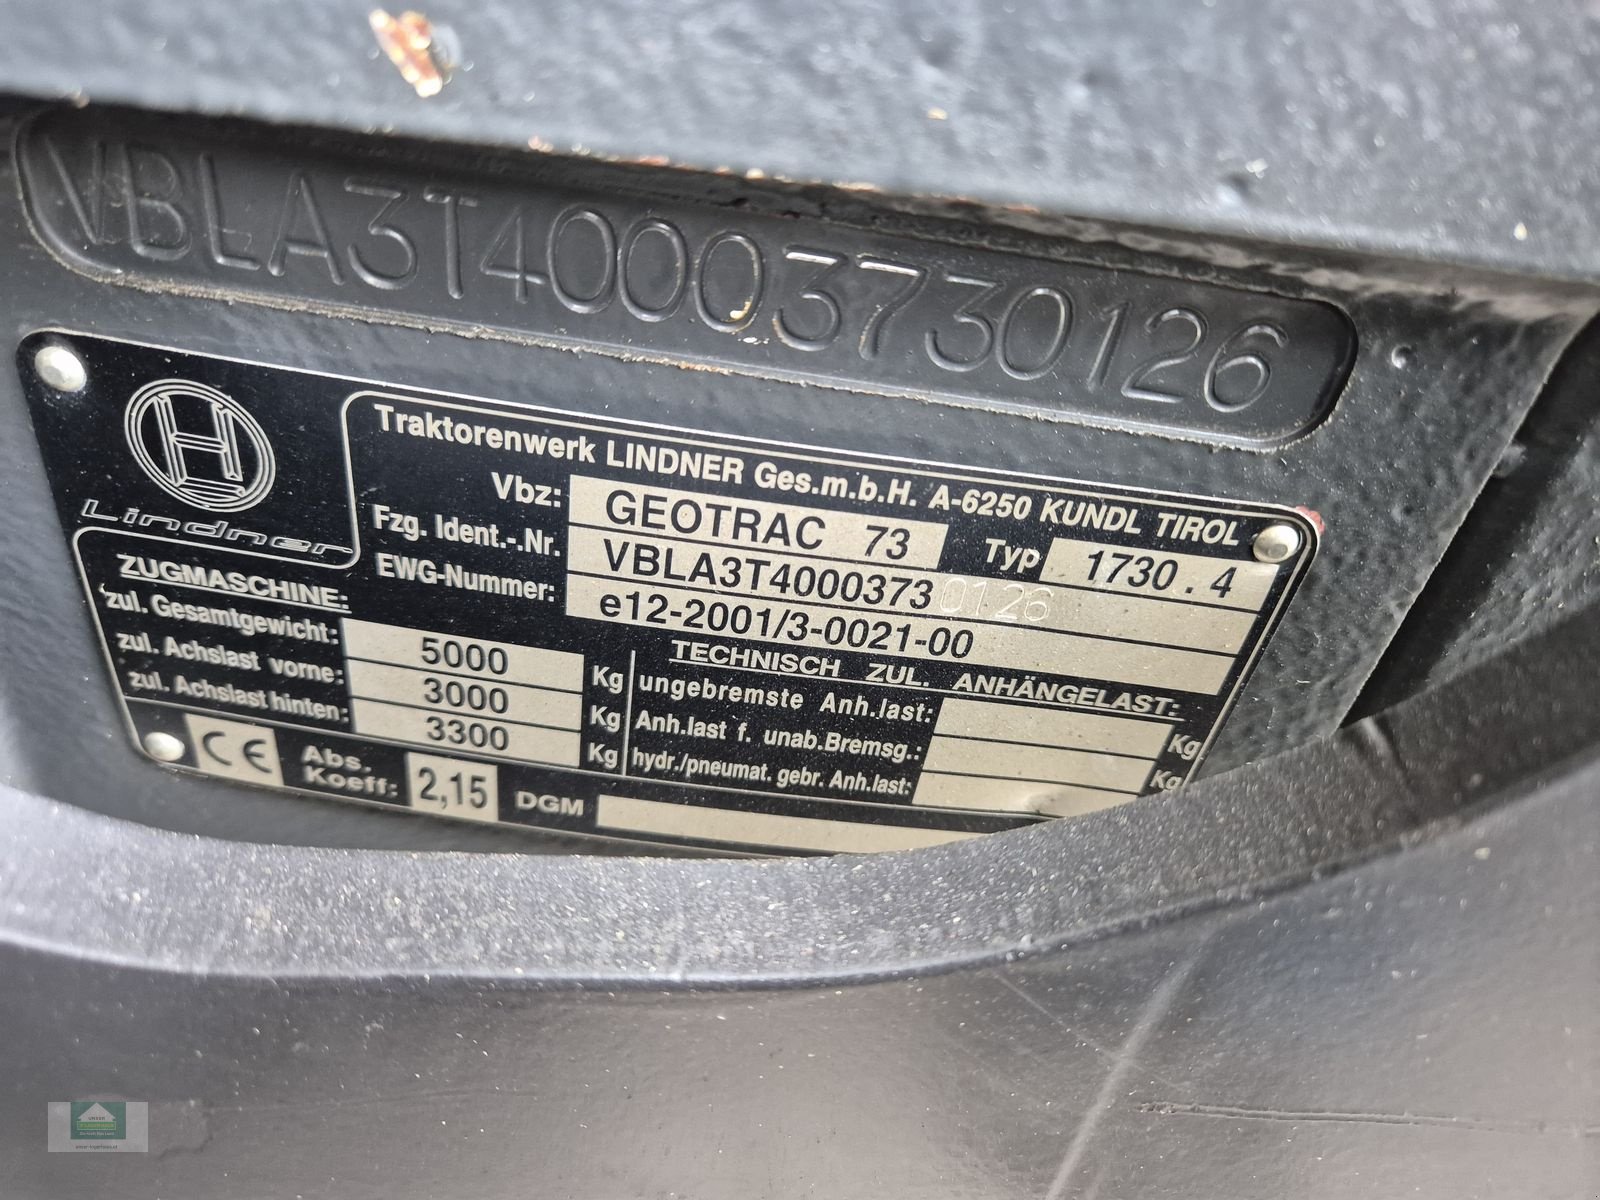 VBLA3T40003730126
Lindner
Traktorenwerk LINDNER Ges.m.b.H. A-6250 KUNDL TIROL
Vbz: GEOTRAC 73 Typ 1730.4
Fzg. Ident.-.Nr. VBLA3T4000373 0126
EWG-Nummer: e12-2001/3-0021-00
ZUGMASCHINE:
zul. Gesamtgewicht: 5000 Kg
zul. Achslast vorne: 3000 Kg
zul. Achslast hinten: 3300 Kg
TECHNISCH ZUL. ANHÄNGELAST:
ungebremste Anh.last: Kg
Anh.last f. unab.Bremsg.: Kg
hydr./pneumat. gebr. Anh.last:
CE Abs. Koeff: 2,15 DGM
UNSER